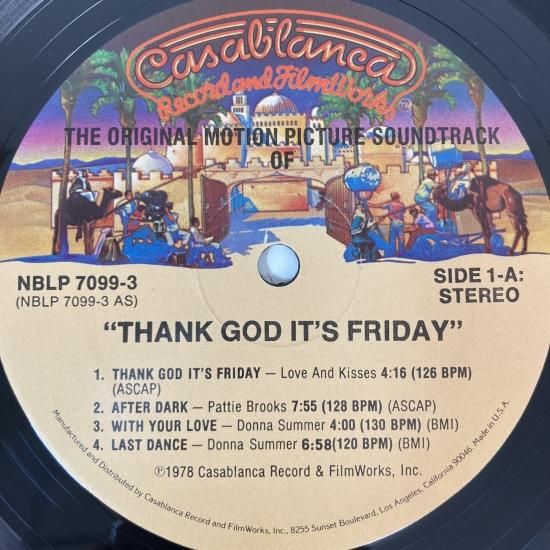 Casablanca
Record and FilmWorks
TM
THE ORIGINAL MOTION PICTURE SOUNDTRACK
OF
NBLP 7099-3
(NBLP 7099-3 AS)
SIDE 1-A:
STEREO
"THANK GOD IT'S FRIDAY"
1. THANK GOD IT'S FRIDAY — Love And Kisses 4:16 (126 BPM)
(ASCAP)
2. AFTER DARK — Pattie Brooks 7:55 (128 BPM) (ASCAP)
3. WITH YOUR LOVE — Donna Summer 4:00 (130 BPM) (BMI)
4. LAST DANCE — Donna Summer 6:58(120 BPM) (BMI)
℗1978 Casablanca Record & FilmWorks, Inc.
Manufactured and Distributed by Casablanca Record and FilmWorks, Inc., 8255 Sunset Boulevard, Los Angeles, California 90046. Made in U.S.A.